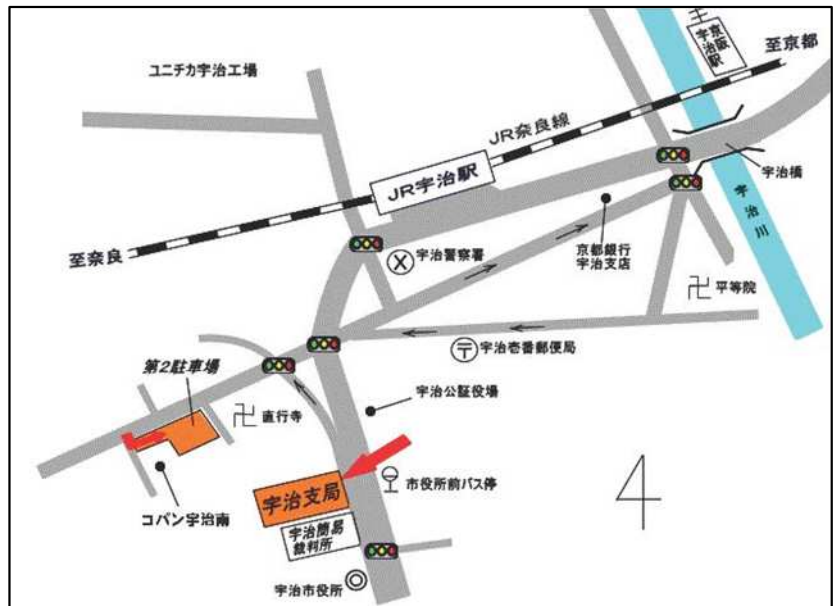 宇治駅
京阪
至京都
ユニチカ宇治工場
JR奈良線
宇治橋
JR宇治駅
宇治川
至奈良
宇治警察署
京都銀行
宇治支店
平等院
宇治壱番郵便局
第2駐車場
直行寺
宇治公証役場
宇治支局
市役所前バス停
コパン宇治南
宇治簡易
裁判所
宇治市役所